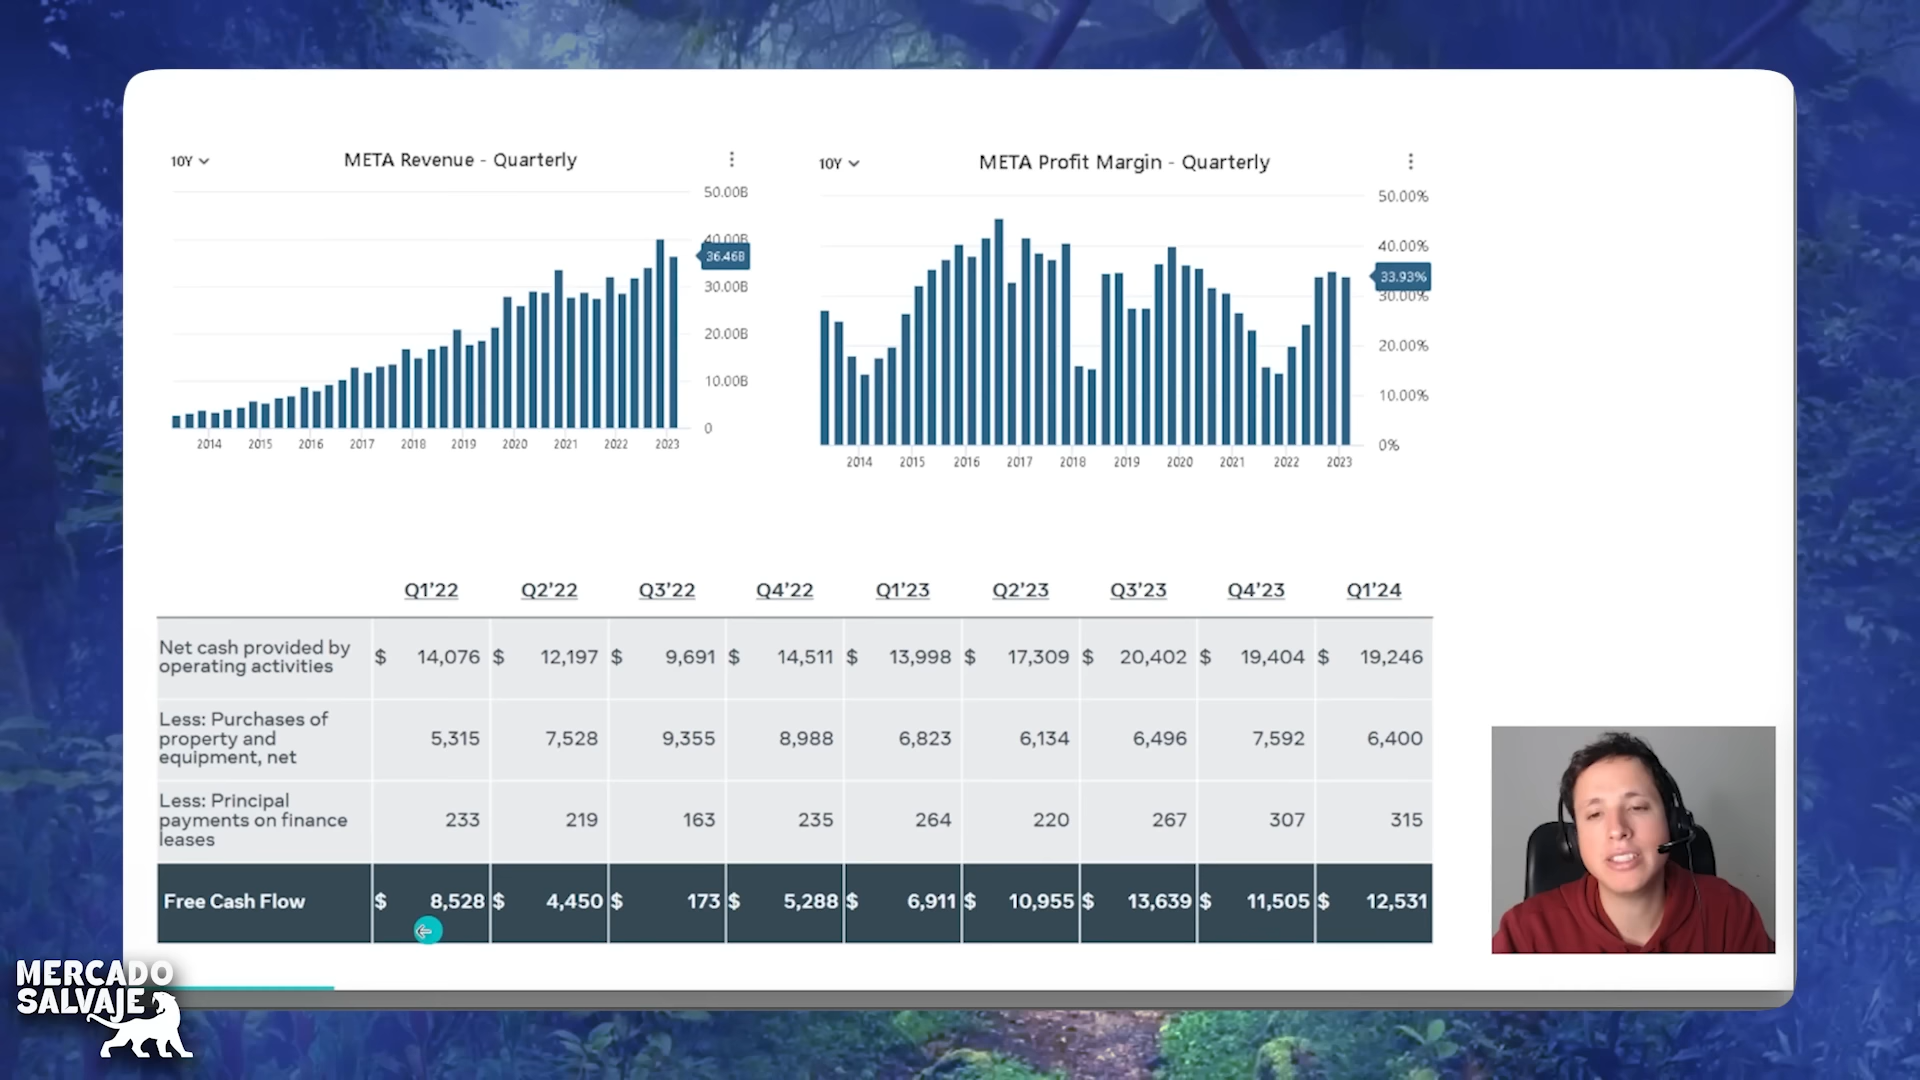 10Y
META Revenue - Quarterly
50.00B
40.00B
36.46B
30.00B
20.00B
10.00B
0
2014 2015 2016 2017 2018 2019 2020 2021 2022 2023
10Y
META Profit Margin - Quarterly
50.00%
40.00%
33.93%
30.00%
20.00%
10.00%
0%
2014 2015 2016 2017 2018 2019 2020 2021 2022 2023
Q1'22 Q2'22 Q3'22 Q4'22 Q1'23 Q2'23 Q3'23 Q4'23 Q1'24
Net cash provided by
operating activities
$ 14,076 $ 12,197 $ 9,691 $ 14,511 $ 13,998 $ 17,309 $ 20,402 $ 19,404 $ 19,246
Less: Purchases of
property and
equipment, net
5,315 7,528 9,355 8,988 6,823 6,134 6,496 7,592 6,400
Less: Principal
payments on finance
leases
233 219 163 235 264 220 267 307 315
Free Cash Flow $ 8,528 $ 4,450 $ 173 $ 5,288 $ 6,911 $ 10,955 $ 13,639 $ 11,505 $ 12,531
MERCADO
SALVAJE